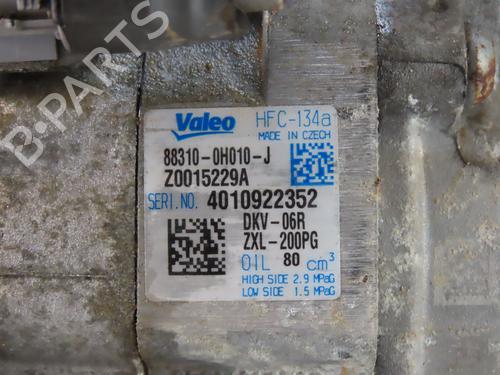 B-PARTS
Valeo HFC-134a
MADE IN CZECH
88310-0H010-J
Z0015229A
SERI.NO. 4010922352
DKV-06R
ZXL-200PG
OIL 80 cm³
HIGH SIDE 2.9 MPaG
LOW SIDE 1.5 MPaG